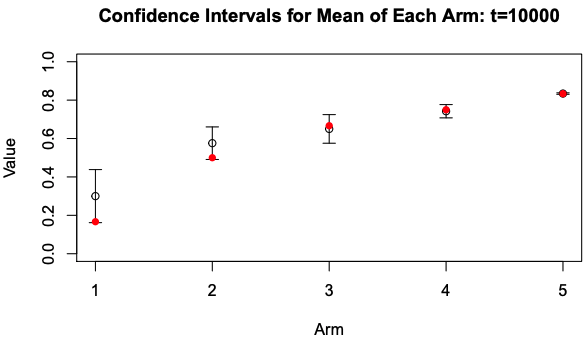 Confidence Intervals for Mean of Each Arm: t=10000
1.0
0.8
0.6
0.4
0.2
0.0
Value
1 2 3 4 5
Arm